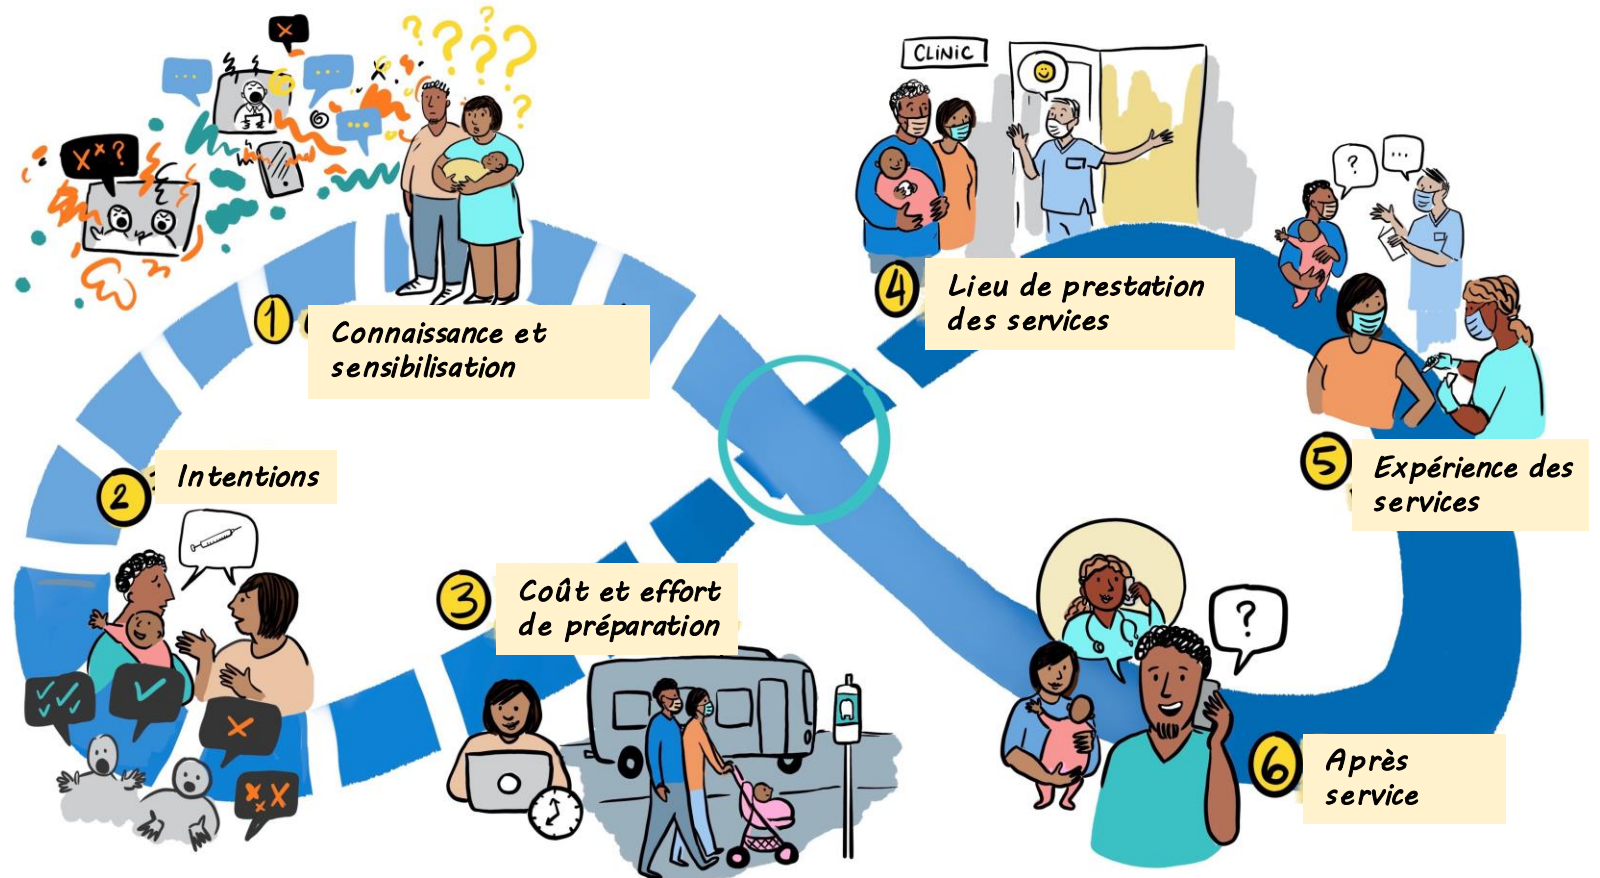 x x ?
x
...
...
...
? ? ? ? ?
1
Connaissance et
sensibilisation
2
Intentions
3
Coût et effort
de préparation
CLINIC
4
Lieu de prestation
des services
?
...
5
Expérience des
services
?
6
Après
service